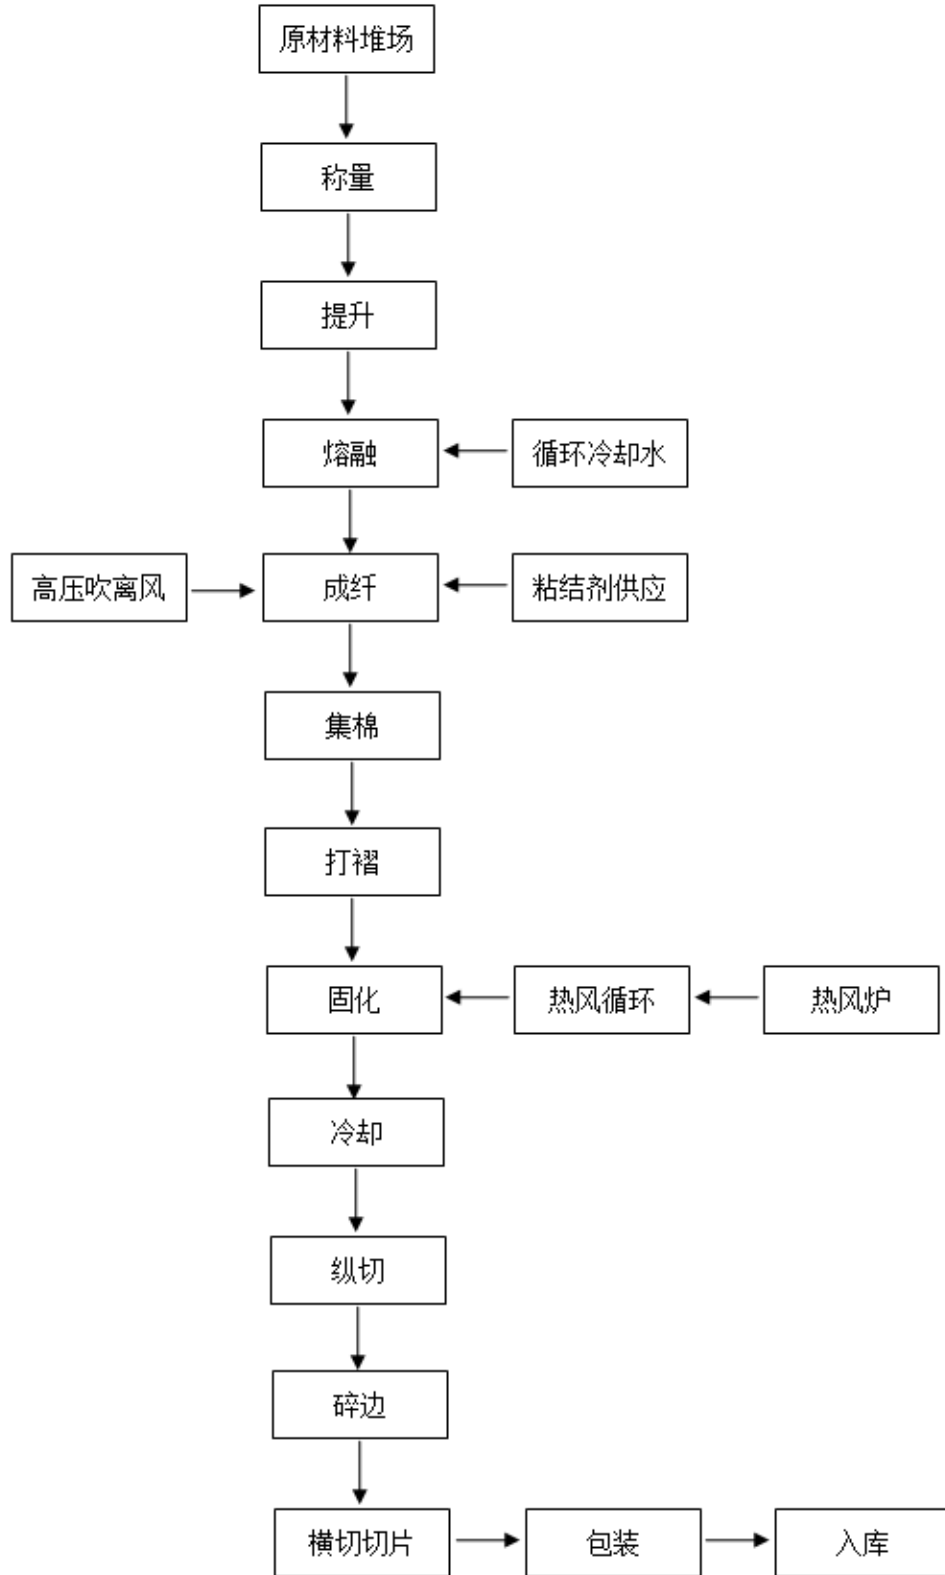 原材料堆场
称量
提升
熔融
循环冷却水
高压吹离风
成纤
粘结剂供应
集棉
打褶
固化
热风循环
热风炉
冷却
纵切
碎边
横切切片
包装
入库